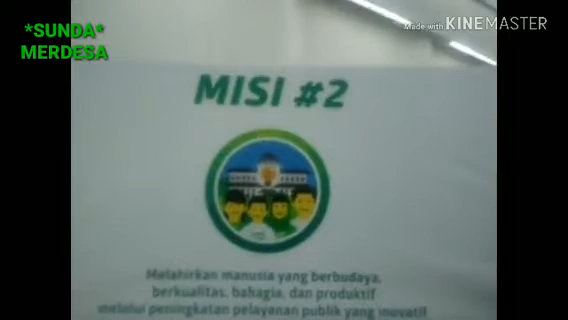 *SUNDA*
MERDESA
Made with KINEMASTER
MISI #2
Melahirkan manusia yang berbudaya,
berkualitas, bahagia, dan produktif
melalui peningkatan pelayanan publik yang inovatif